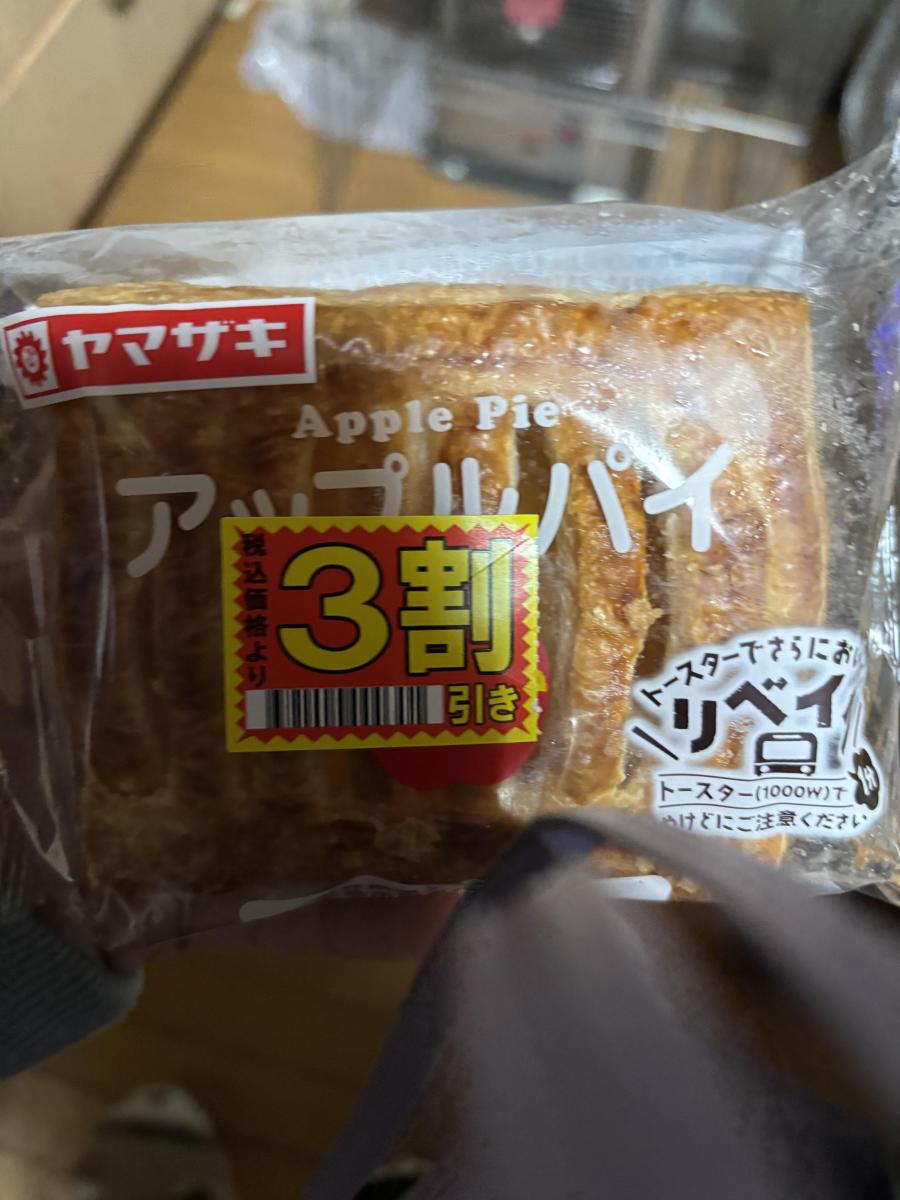 ヤマザキ
Apple Pie
アップルパイ
税込価格より
3割
引き
トースターでさらにおい
リベイ
トースター(1000W)で
やけどにご注意ください